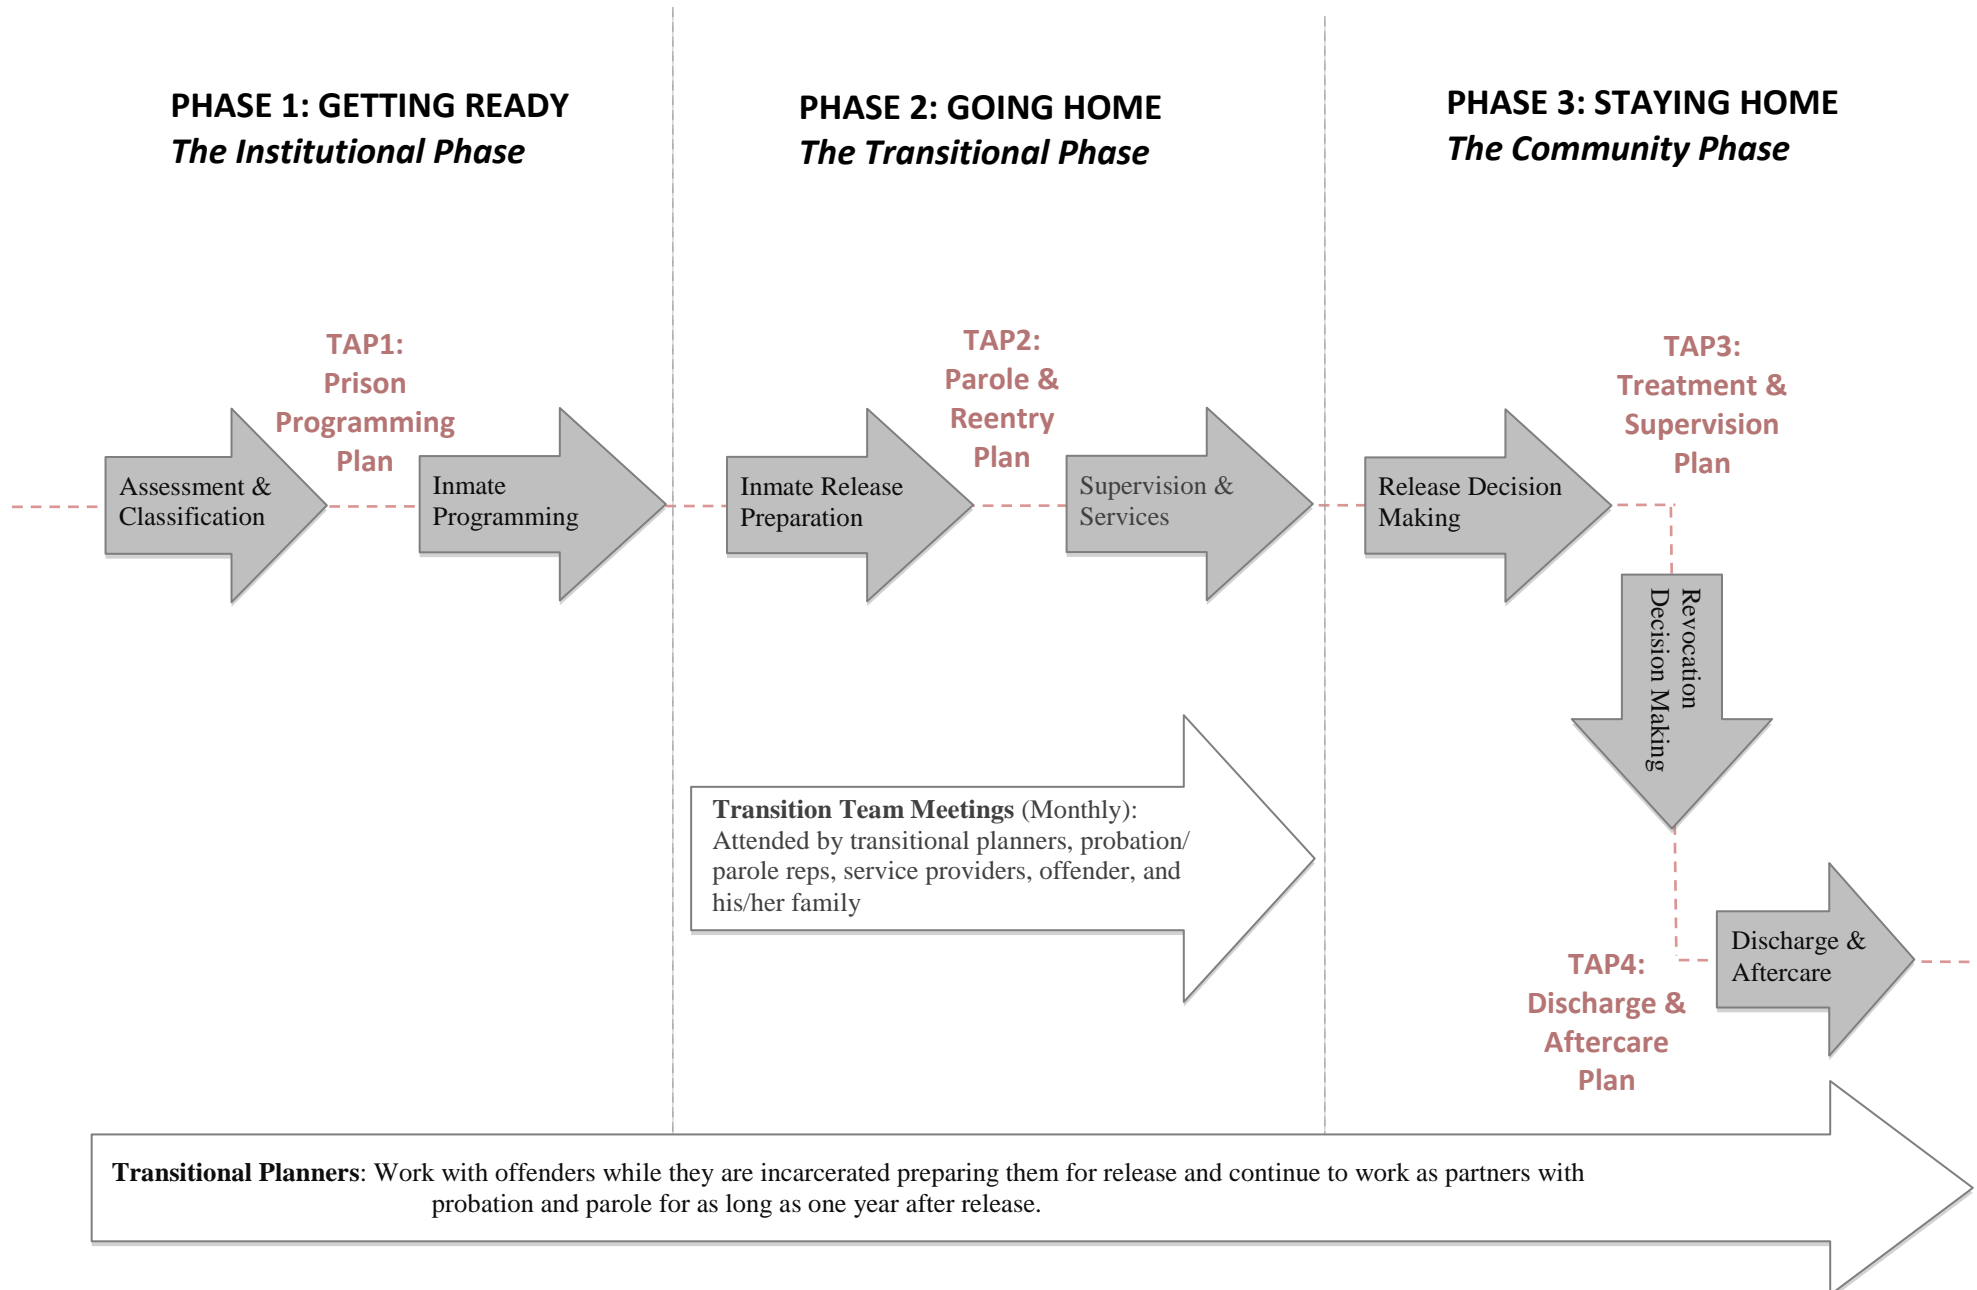 PHASE 1: GETTING READY
The Institutional Phase
PHASE 2: GOING HOME
The Transitional Phase
PHASE 3: STAYING HOME
The Community Phase
TAP1:
Prison
Programming
Plan
TAP2:
Parole &
Reentry
Plan
TAP3:
Treatment &
Supervision
Plan
Assessment &
Classification
Inmate
Programming
Inmate Release
Preparation
Supervision &
Services
Release Decision
Making
Revocation
Decision Making
Transition Team Meetings (Monthly):
Attended by transitional planners, probation/
parole reps, service providers, offender, and
his/her family
Discharge &
Aftercare
TAP4:
Discharge &
Aftercare
Plan
Transitional Planners: Work with offenders while they are incarcerated preparing them for release and continue to work as partners with
probation and parole for as long as one year after release.